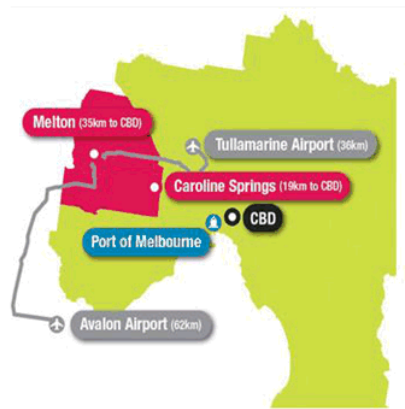 Melton (35km to CBD)
Tullamarine Airport (36km)
Caroline Springs (19km to CBD)
CBD
Port of Melbourne
Avalon Airport (62km)